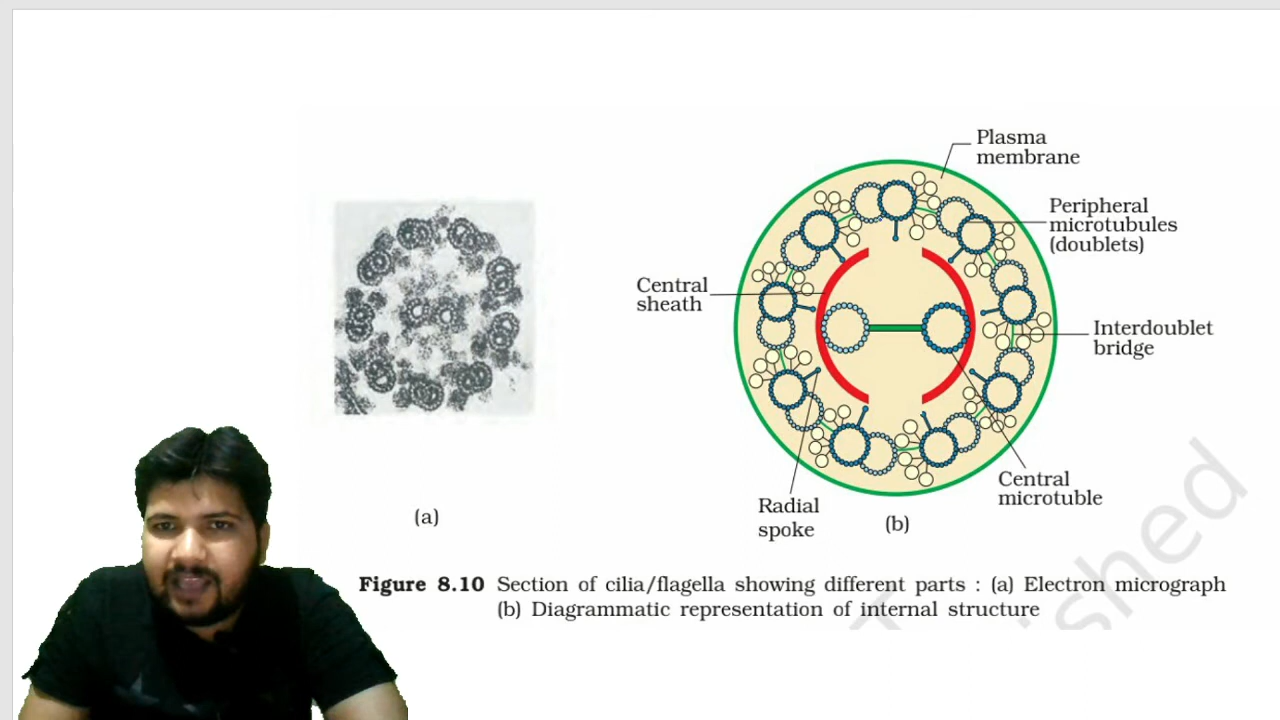 Plasma
membrane
Peripheral
microtubules
(doublets)
Central
sheath
Interdoublet
bridge
Central
microtuble
Radial
spoke
(a)
(b)
Figure 8.10 Section of cilia/flagella showing different parts : (a) Electron micrograph
(b) Diagrammatic representation of internal structure
shed